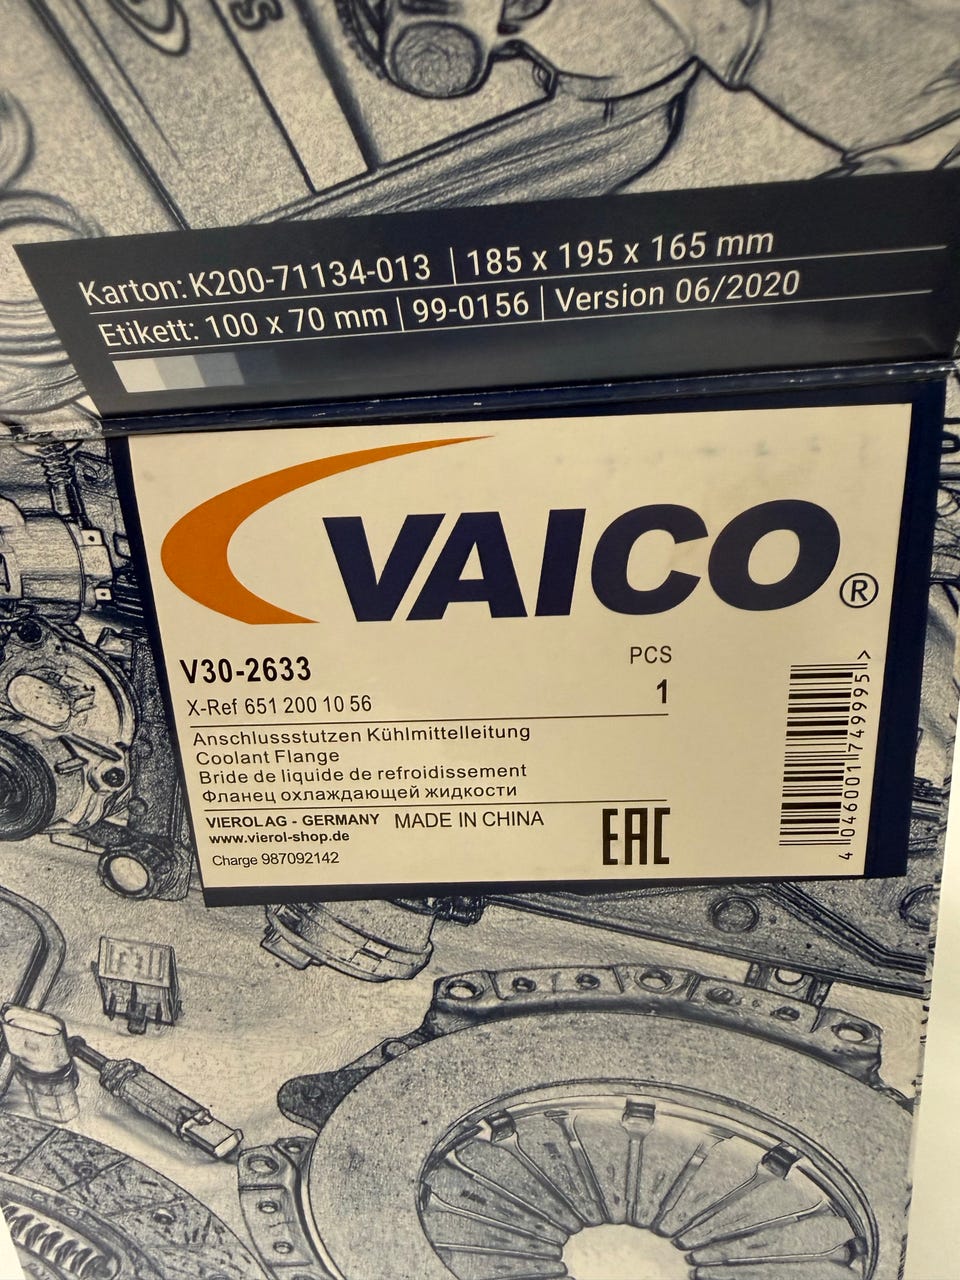 Karton: K200-71134-013 | 185 x 195 x 165 mm
Etikett: 100 x 70 mm | 99-0156 | Version 06/2020
VAICO®
V30-2633
PCS
X-Ref 651 200 10 56
1
Anschlussstutzen Kühlmittelleitung
Coolant Flange
Bride de liquide de refroidissement
Фланец охлаждающей жидкости
VIEROL AG - GERMANY MADE IN CHINA
www.vierol-shop.de
EAC
Charge 987092142
4 046001 749995 >